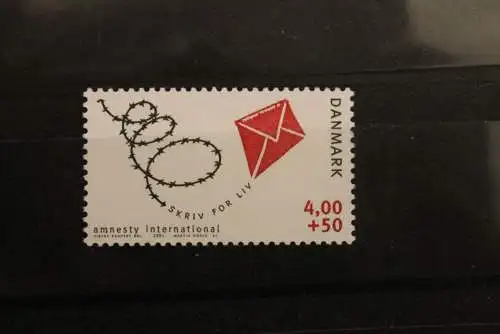 DANMARK
SKRIV FOR LIV
4,00
+50
amnesty international